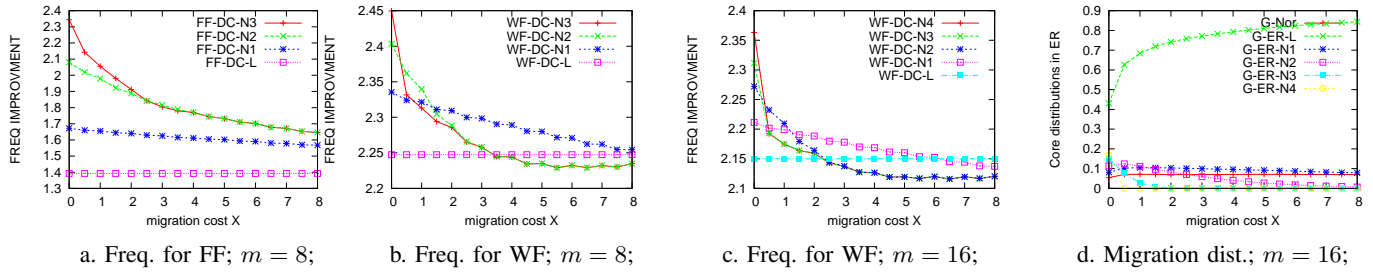 FREQ IMPROVMENT
2.4
2.3
2.2
2.1
2
1.9
1.8
1.7
1.6
1.5
1.4
1.3
FF-DC-N3
FF-DC-N2
FF-DC-N1
FF-DC-L
0 1 2 3 4 5 6 7 8
migration cost X
a. Freq. for FF; m = 8;
FREQ IMPROVMENT
2.45
2.4
2.35
2.3
2.25
2.2
WF-DC-N3
WF-DC-N2
WF-DC-N1
WF-DC-L
0 1 2 3 4 5 6 7 8
migration cost X
b. Freq. for WF; m = 8;
FREQ IMPROVMENT
2.4
2.35
2.3
2.25
2.2
2.15
2.1
WF-DC-N4
WF-DC-N3
WF-DC-N2
WF-DC-N1
WF-DC-L
0 1 2 3 4 5 6 7 8
migration cost X
c. Freq. for WF; m = 16;
Core distributions in ER
0.9
0.8
0.7
0.6
0.5
0.4
0.3
0.2
0.1
0
G-Nor
G-ER-L
G-ER-N1
G-ER-N2
G-ER-N3
G-ER-N4
0 1 2 3 4 5 6 7 8
migration cost X
d. Migration dist.; m = 16;